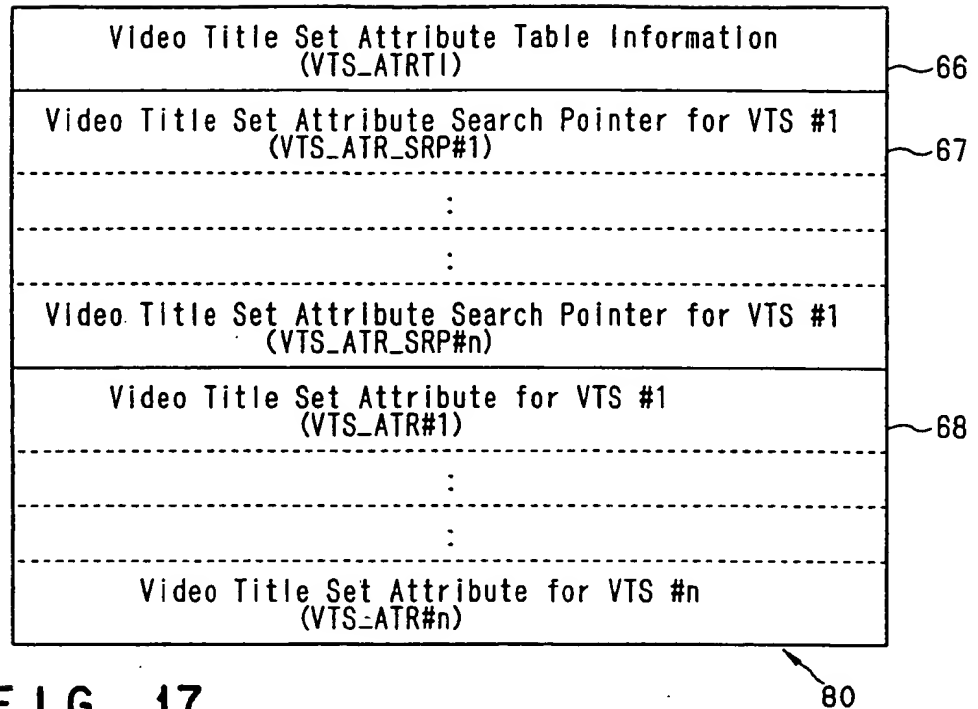 Video Title Set Attribute Table Information
(VTS_ATRTI)
66
Video Title Set Attribute Search Pointer for VTS #1
(VTS_ATR_SRP#1)
67
:
:
Video Title Set Attribute Search Pointer for VTS #1
(VTS_ATR_SRP#n)
Video Title Set Attribute for VTS #1
(VTS_ATR#1)
68
:
:
Video Title Set Attribute for VTS #n
(VTS_ATR#n)
80
FIG. 17